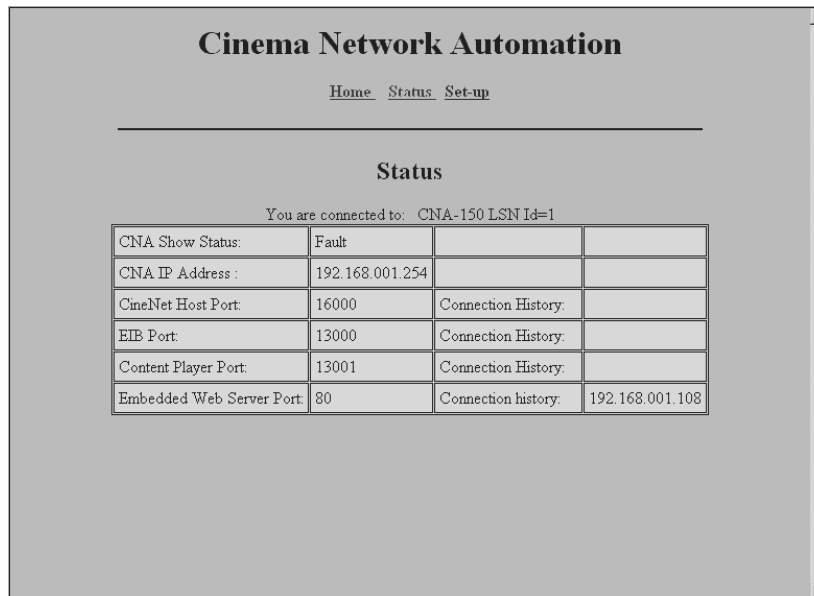 Cinema Network Automation
Home Status Set-up
Status
You are connected to: CNA-150 LSN Id=1
CNA Show Status: Fault
CNA IP Address : 192.168.001.254
CineNet Host Port: 16000 Connection History:
EIB Port: 13000 Connection History:
Content Player Port: 13001 Connection History:
Embedded Web Server Port: 80 Connection history: 192.168.001.108